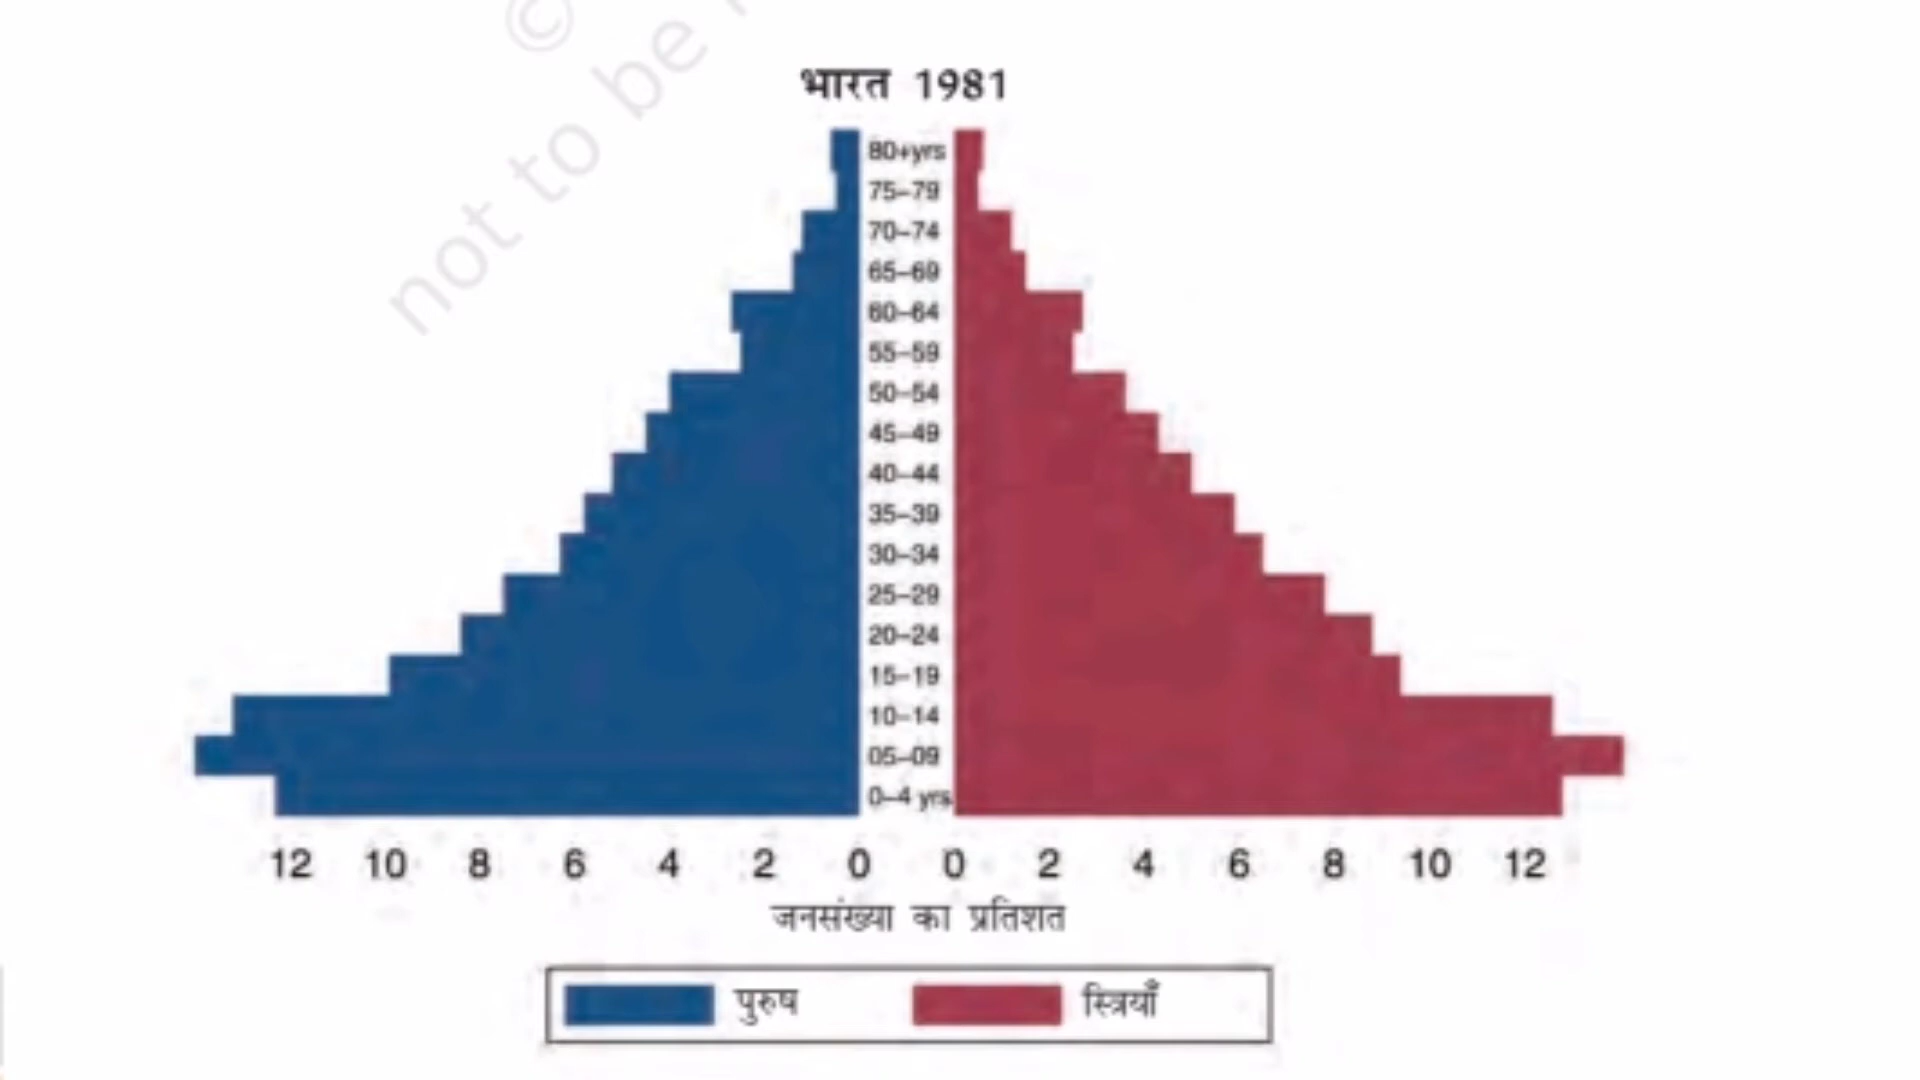 ©
not to be
भारत 1981
80+yrs
75–79
70–74
65–69
60–64
55–59
50–54
45–49
40–44
35–39
30–34
25–29
20–24
15–19
10–14
05–09
0–4 yrs
12 10 8 6 4 2 0 0 2 4 6 8 10 12
जनसंख्या का प्रतिशत
पुरुष स्त्रियाँ